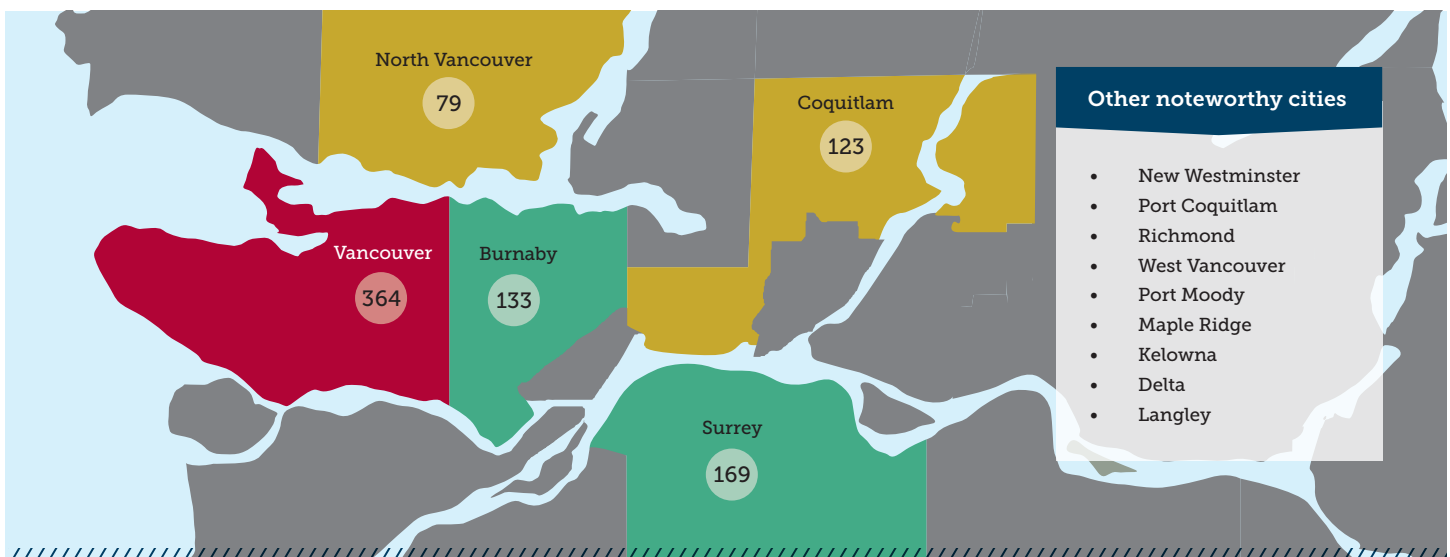 North Vancouver
79
Coquitlam
123
Vancouver
364
Burnaby
133
Surrey
169
Other noteworthy cities
• New Westminster
• Port Coquitlam
• Richmond
• West Vancouver
• Port Moody
• Maple Ridge
• Kelowna
• Delta
• Langley